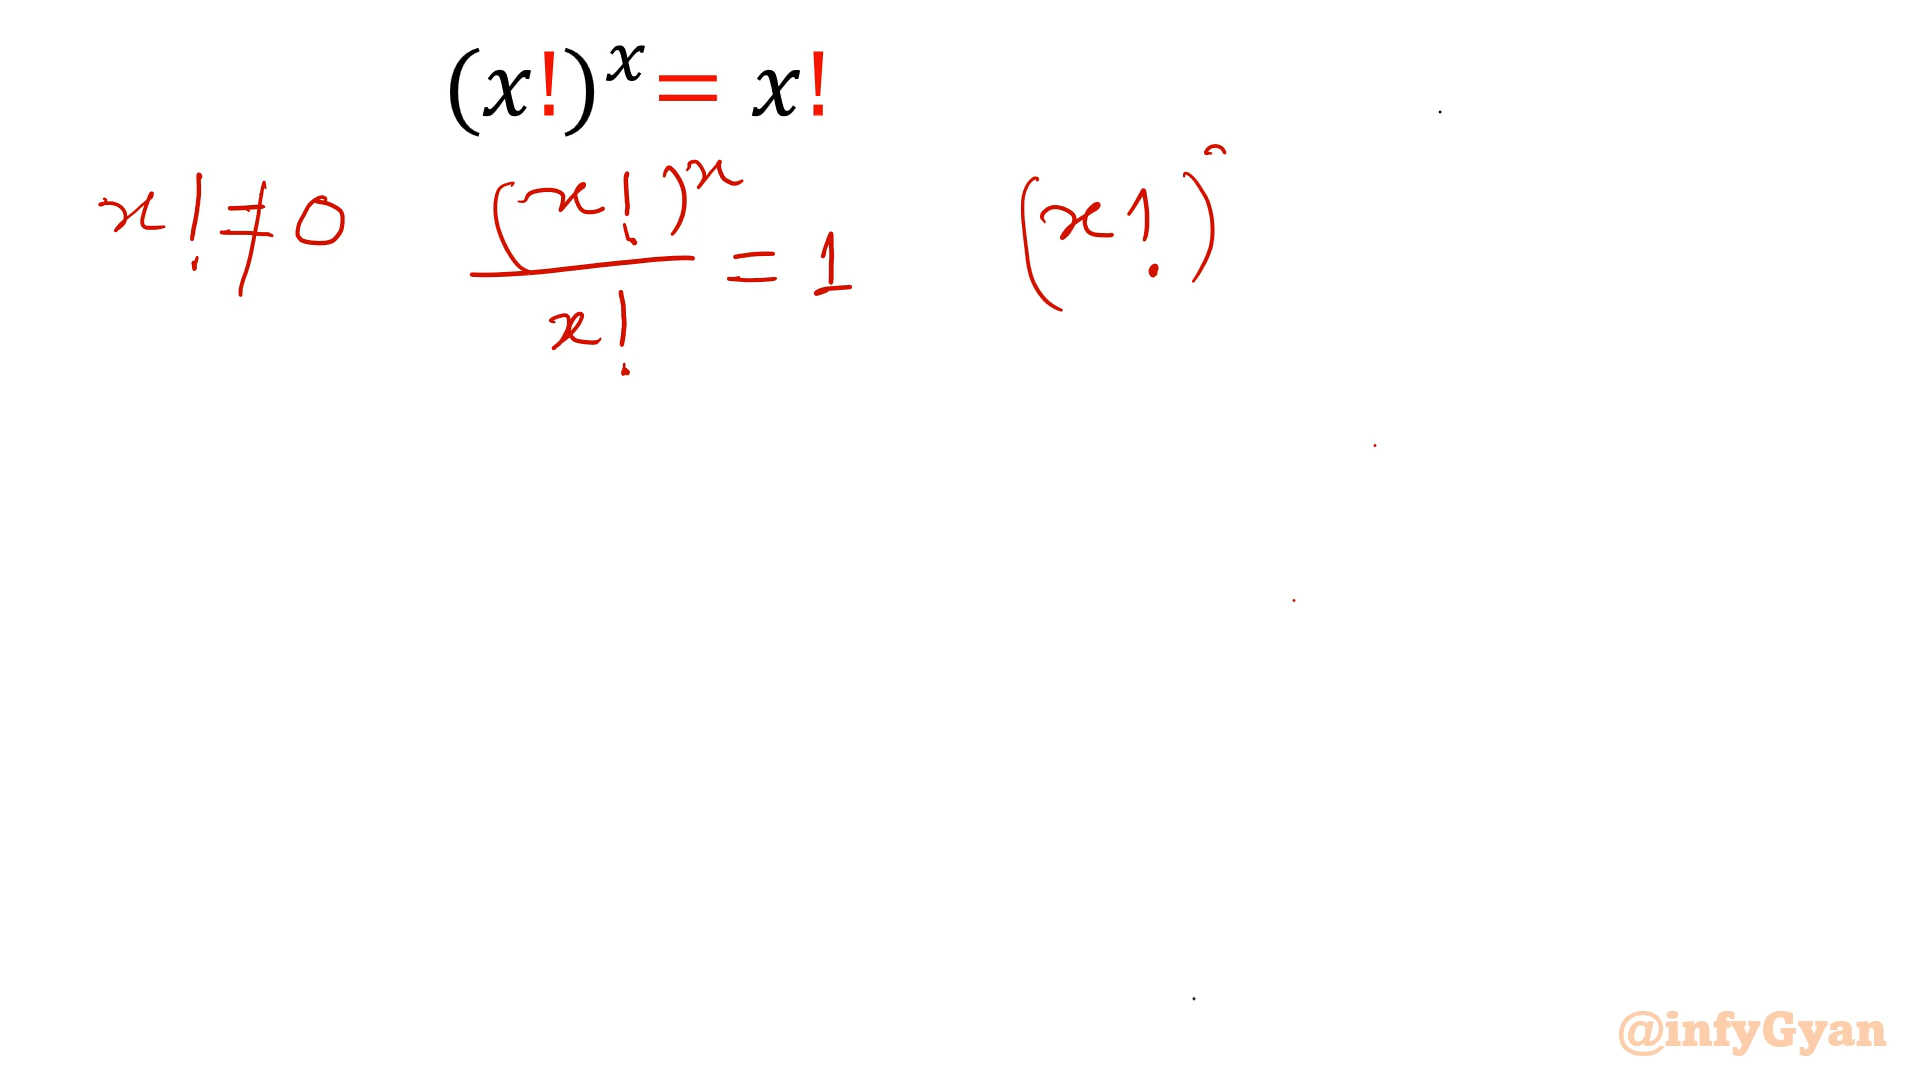 (x!)ˣ = x!
x! ≠ 0   (x!)ˣ / x! = 1   (x!)
@infyGyan